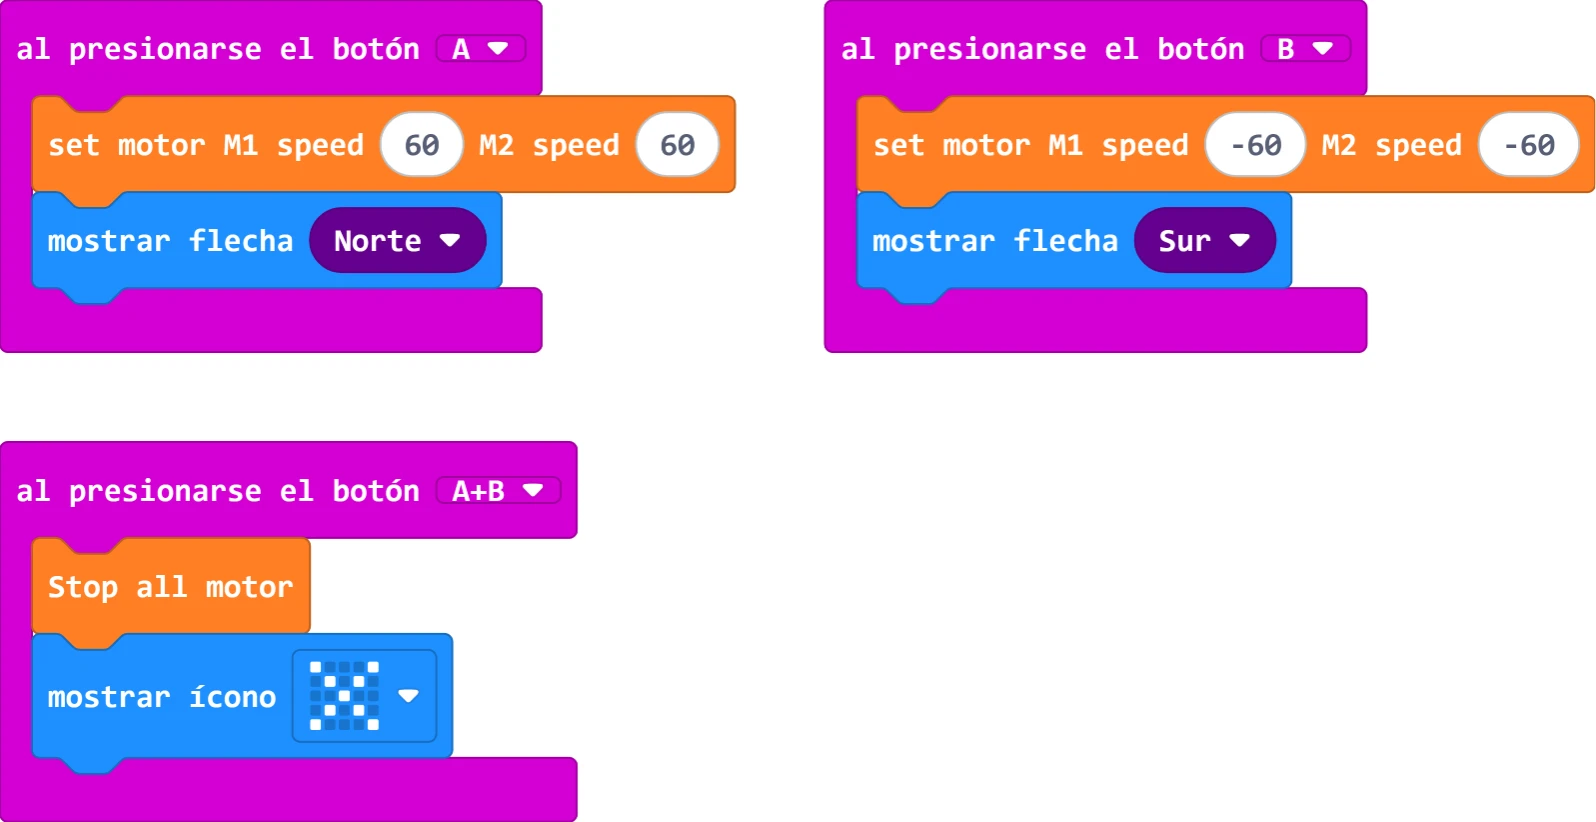 al presionarse el botón A
set motor M1 speed 60 M2 speed 60
mostrar flecha Norte
al presionarse el botón B
set motor M1 speed -60 M2 speed -60
mostrar flecha Sur
al presionarse el botón A+B
Stop all motor
mostrar ícono